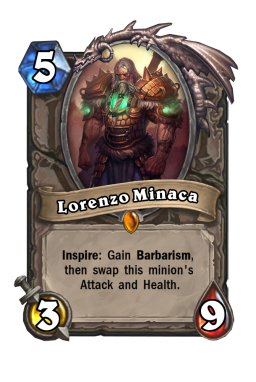 5
Lorenzo Minaca
Inspire: Gain Barbarism,
then swap this minion's
Attack and Health.
3
9